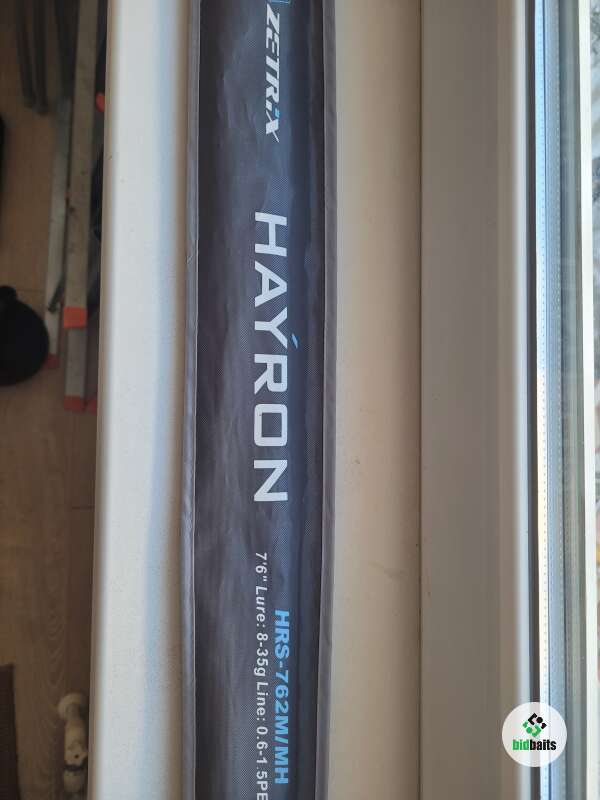 ZETRIX
HAYRON
HRS-762M/MH
7'6" Lure: 8-35g Line: 0.6-1.5PE
bidbaits